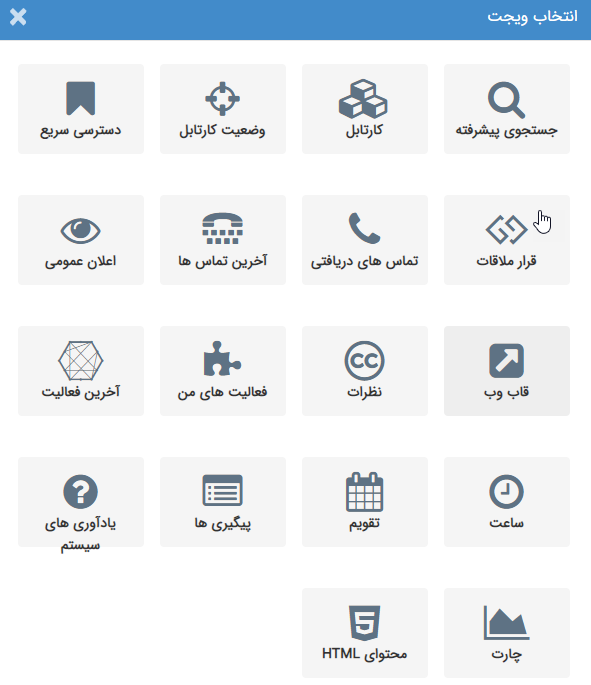 انتخاب ویجت
جستجوی پیشرفته
کارتابل
وضعیت کارتابل
دسترسی سریع
قرار ملاقات
تماس های دریافتی
آخرین تماس ها
اعلان عمومی
قاب وب
نظرات
فعالیت های من
آخرین فعالیت
ساعت
تقویم
پیگیری ها
یادآوری های
سیستم
چارت
محتوای HTML